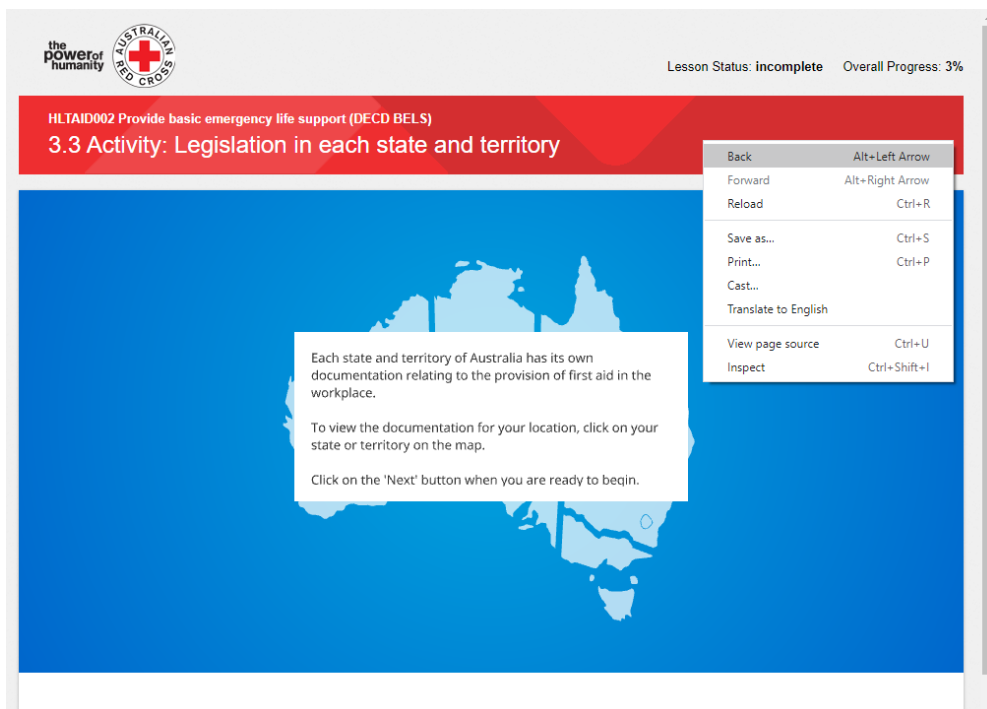 the
powerof
humanity
AUSTRALIAN
RED CROSS
Lesson Status: incomplete Overall Progress: 3%
HLTAID002 Provide basic emergency life support (DECD BELS)
3.3 Activity: Legislation in each state and territory
Back Alt+Left Arrow
Forward Alt+Right Arrow
Reload Ctrl+R
Save as... Ctrl+S
Print... Ctrl+P
Cast...
Translate to English
View page source Ctrl+U
Inspect Ctrl+Shift+I
Each state and territory of Australia has its own
documentation relating to the provision of first aid in the
workplace.
To view the documentation for your location, click on your
state or territory on the map.
Click on the 'Next' button when you are ready to begin.